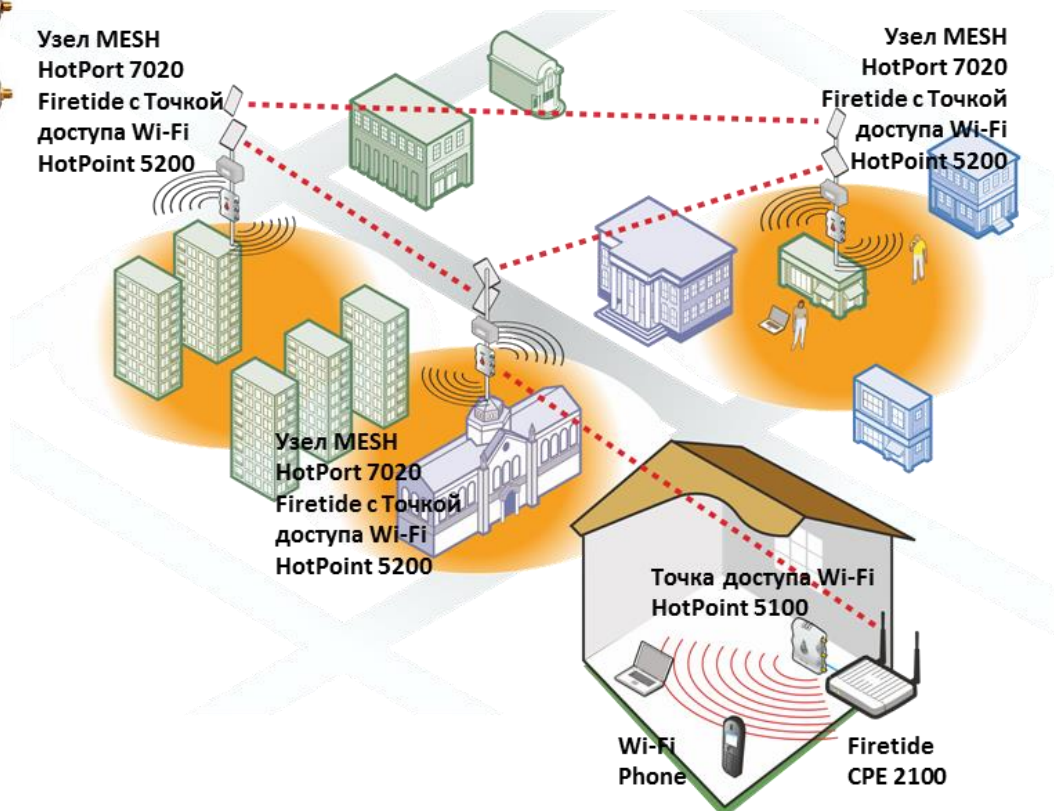 Узел MESH
HotPort 7020
Firetide с Точкой
доступа Wi-Fi
HotPoint 5200
Узел MESH
HotPort 7020
Firetide с Точкой
доступа Wi-Fi
HotPoint 5200
Узел MESH
HotPort 7020
Firetide с Точкой
доступа Wi-Fi
HotPoint 5200
Точка доступа Wi-Fi
HotPoint 5100
Wi-Fi
Phone
Firetide
CPE 2100